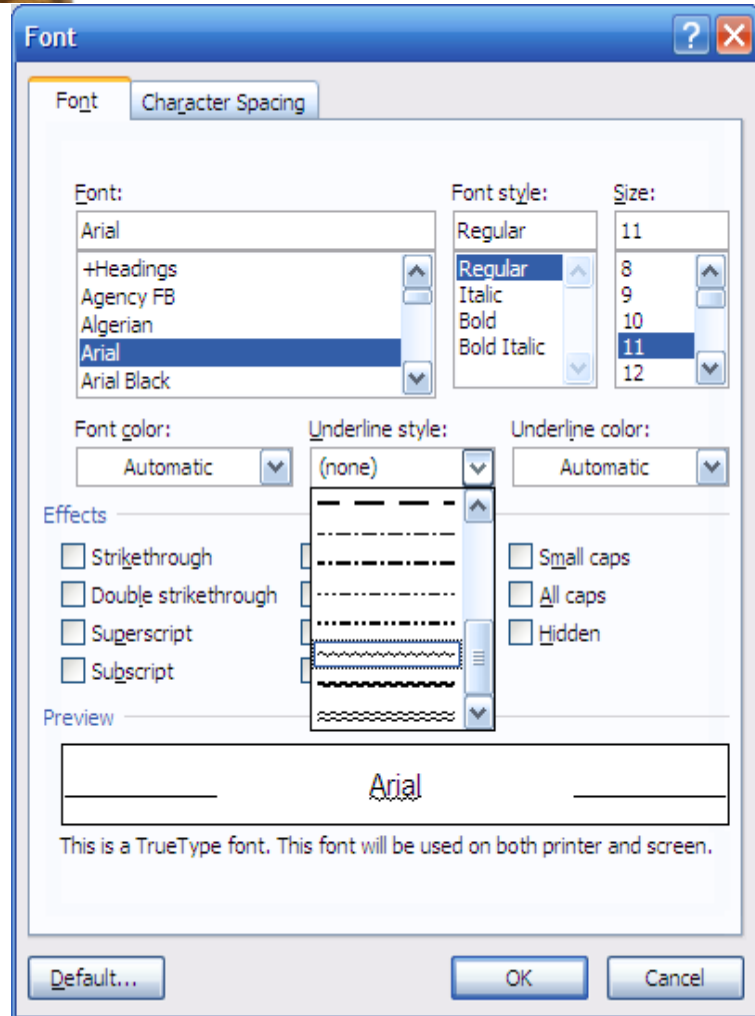 Font
Font Character Spacing
Font: Font style: Size:
Arial Regular 11
+Headings Regular 8
Agency FB Italic 9
Algerian Bold 10
Arial Bold Italic 11
Arial Black 12
Font color: Underline style: Underline color:
Automatic (none) Automatic
Effects
Strikethrough Small caps
Double strikethrough All caps
Superscript Hidden
Subscript
Preview
Arial
This is a TrueType font. This font will be used on both printer and screen.
Default... OK Cancel